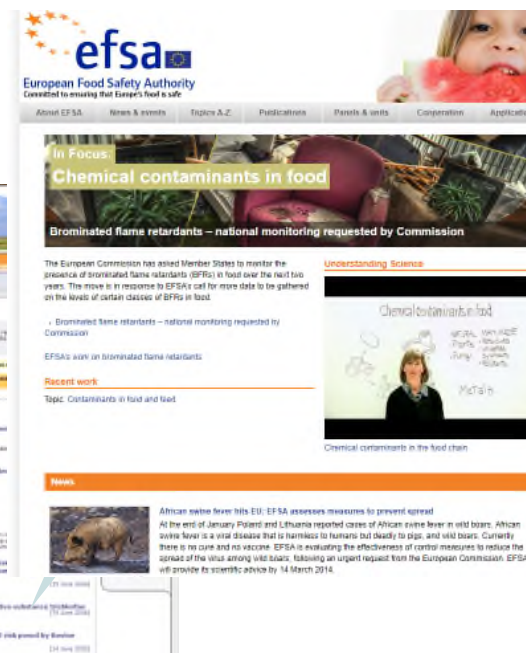 efsa
European Food Safety Authority
Committed to ensuring that Europe's food is safe
About EFSA News & events Topics A-Z Publications Panels & units Cooperation Applicatio
In Focus:
Chemical contaminants in food
Brominated flame retardants – national monitoring requested by Commission
The European Commission has asked Member States to monitor the
presence of brominated flame retardants (BFRs) in food over the next two
years. The move is in response to EFSA's call for more data to be gathered
on the levels of certain classes of BFRs in food.
Brominated flame retardants – national monitoring requested by
Commission
EFSA's work on brominated flame retardants
Recent work
Topic: Contaminants in food and feed
Understanding Science
Chemical contaminants in food
NATURAL MAN-MADE
Metals
Chemical contaminants in the food chain
News
African swine fever hits EU: EFSA assesses measures to prevent spread
At the end of January Poland and Lithuania reported cases of African swine fever in wild boars. African
swine fever is a viral disease that is harmless to humans but deadly to pigs, and wild boars. Currently
there is no cure and no vaccine. EFSA is evaluating the effectiveness of control measures to reduce the
spread of the virus among wild boars, following an urgent request from the European Commission. EFSA
will provide its scientific advice by 14 March 2014.